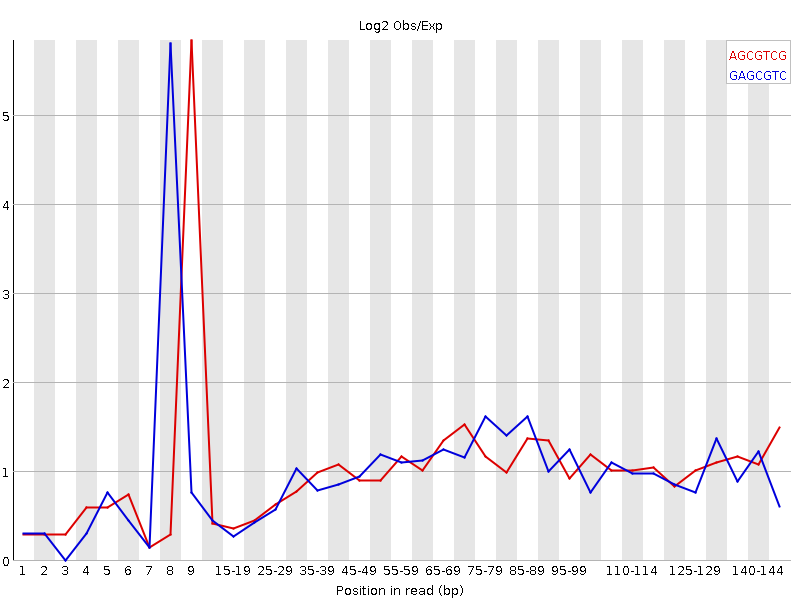 Log2 Obs/Exp
AGCGTCG
GAGCGTC
5
4
3
2
1
0
1 2 3 4 5 6 7 8 9 15-19 25-29 35-39 45-49 55-59 65-69 75-79 85-89 95-99 110-114 125-129 140-144
Position in read (bp)